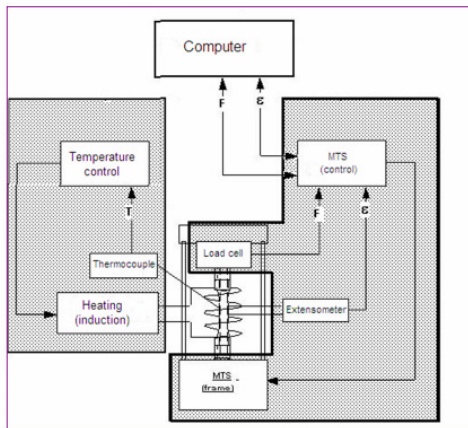 Computer
F
ε
Temperature
control
MTS
(control)
T
F
ε
Thermocouple
Load cell
Heating
(induction)
Extensometer
MTS
(frame)